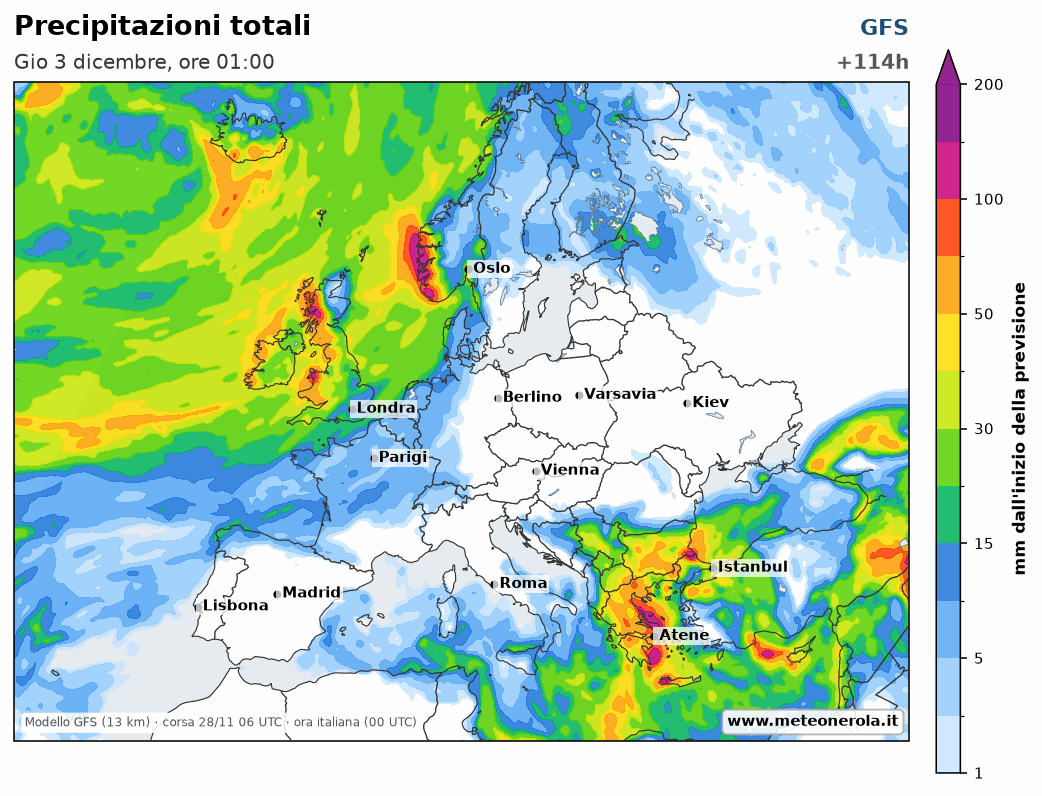 Precipitazioni totali
GFS
Gio 3 dicembre, ore 01:00
+114h
200
100
50
30
15
5
1
mm dall'inizio della previsione
Oslo
Berlino
Varsavia
Kiev
Londra
Parigi
Vienna
Istanbul
Roma
Madrid
Lisbona
Atene
Modello GFS (13 km) · corsa 28/11 06 UTC · ora italiana (00 UTC)
www.meteonerola.it